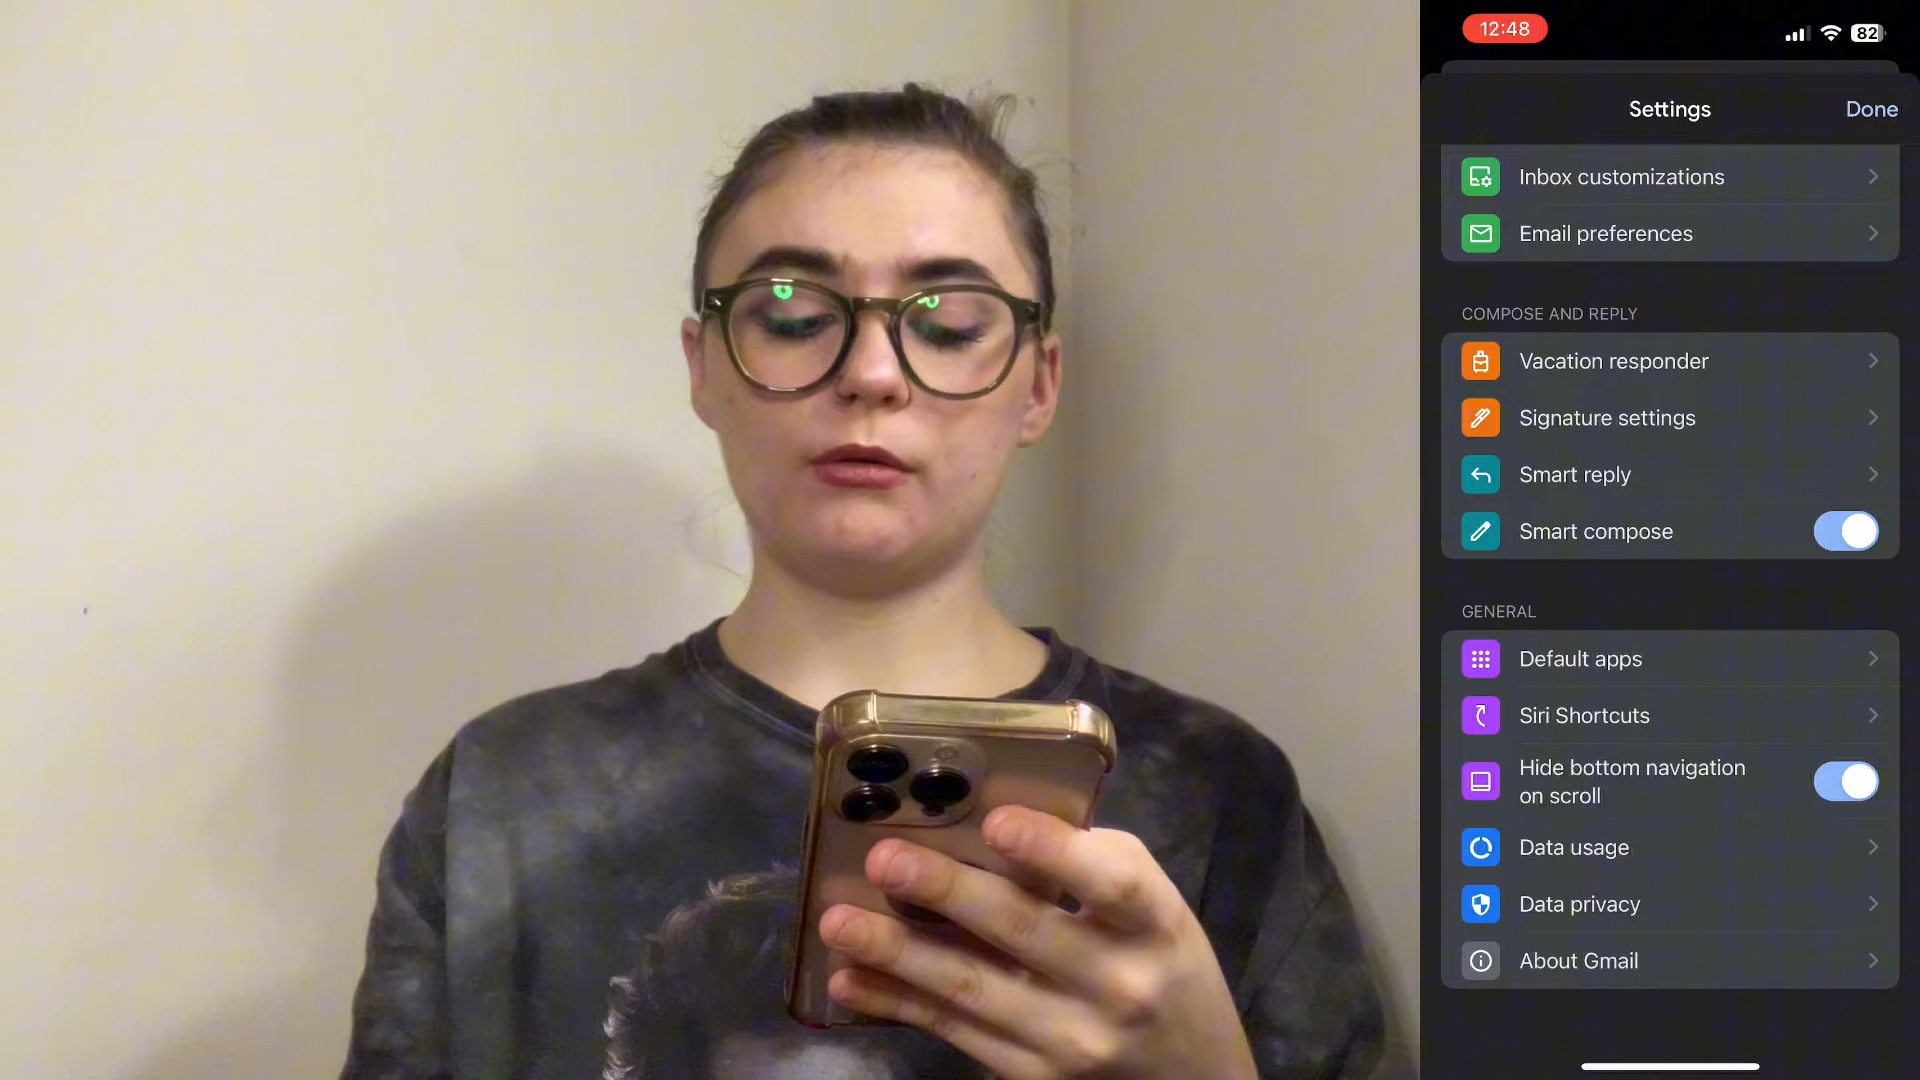 12:48
82
Settings
Done
Inbox customizations
Email preferences
COMPOSE AND REPLY
Vacation responder
Signature settings
Smart reply
Smart compose
GENERAL
Default apps
Siri Shortcuts
Hide bottom navigation
on scroll
Data usage
Data privacy
About Gmail